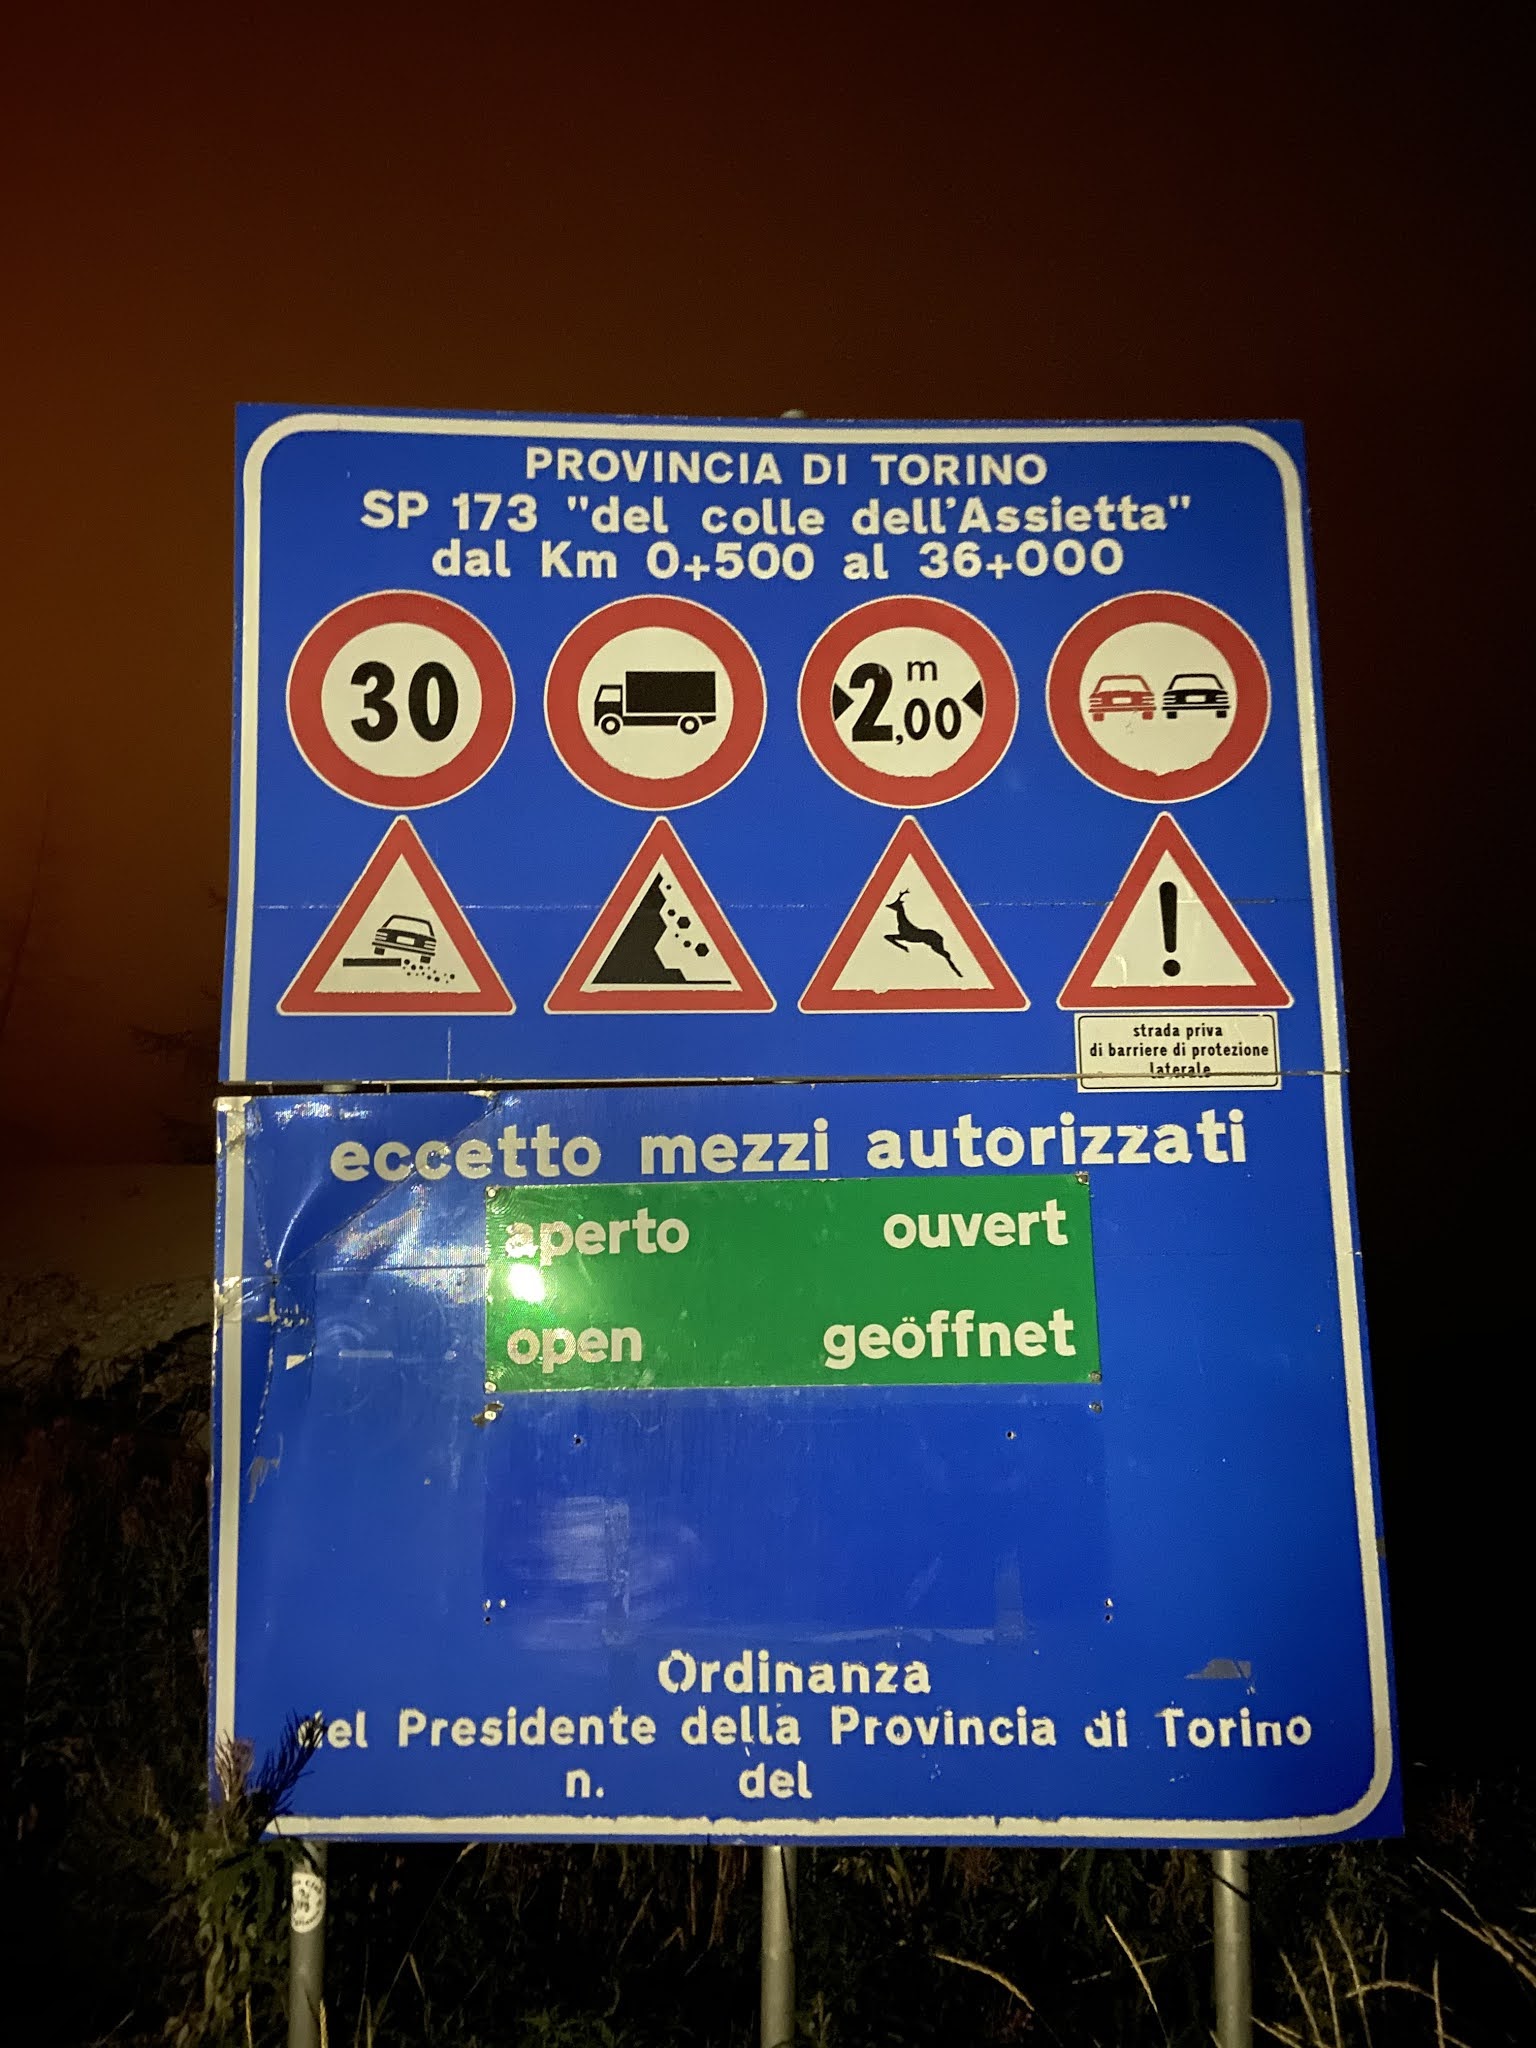 PROVINCIA DI TORINO
SP 173 "del colle dell'Assietta"
dal Km 0+500 al 36+000
30
2,00 m
strada priva
di barriere di protezione
laterale
eccetto mezzi autorizzati
aperto ouvert
open geöffnet
Ordinanza
del Presidente della Provincia di Torino
n. del